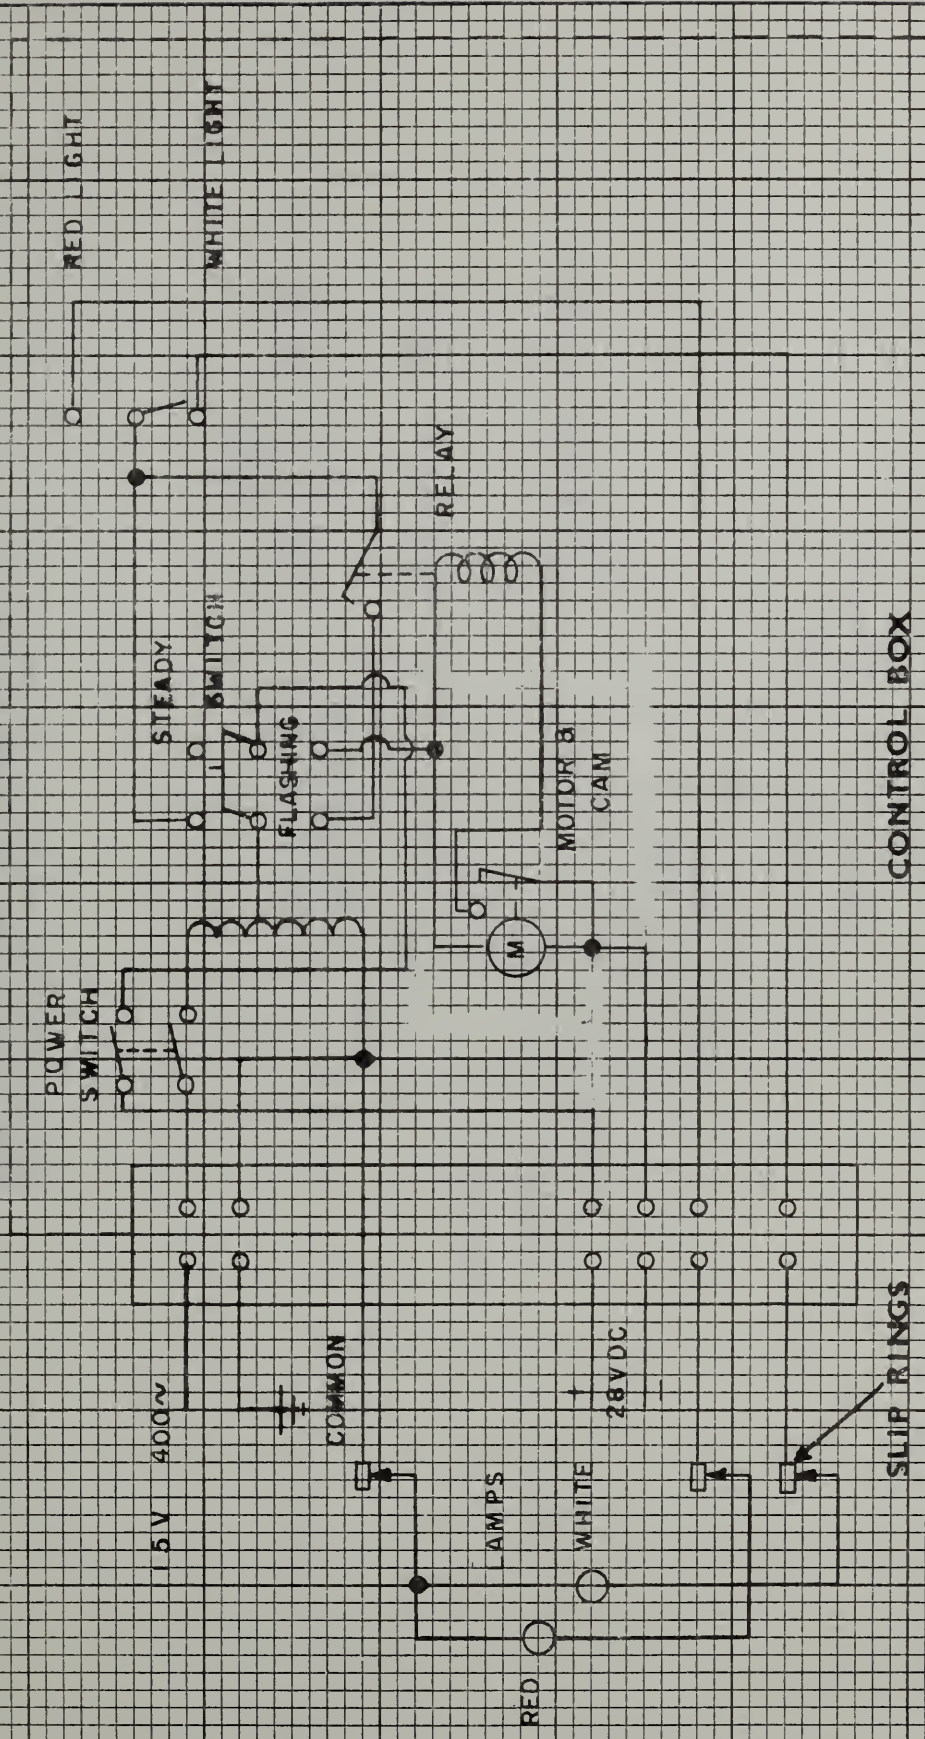 RED LIGHT
WHITE LIGHT
POWER
SWITCH
STEADY
SWITCH
FLASHING
RELAY
15V 400~
COMMON
LAMPS
RED
WHITE
+
28VDC
−
M
MOTOR &
CAM
SLIP RINGS
CONTROL BOX